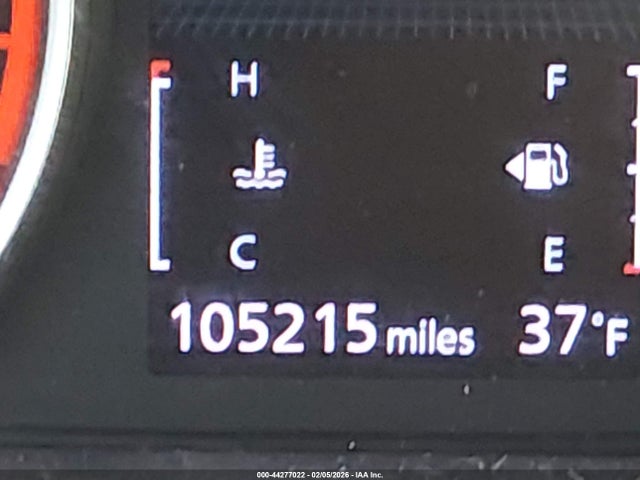 H F
C E
105215 miles 37°F
000-44277022 - 02/05/2026 - IAA Inc.